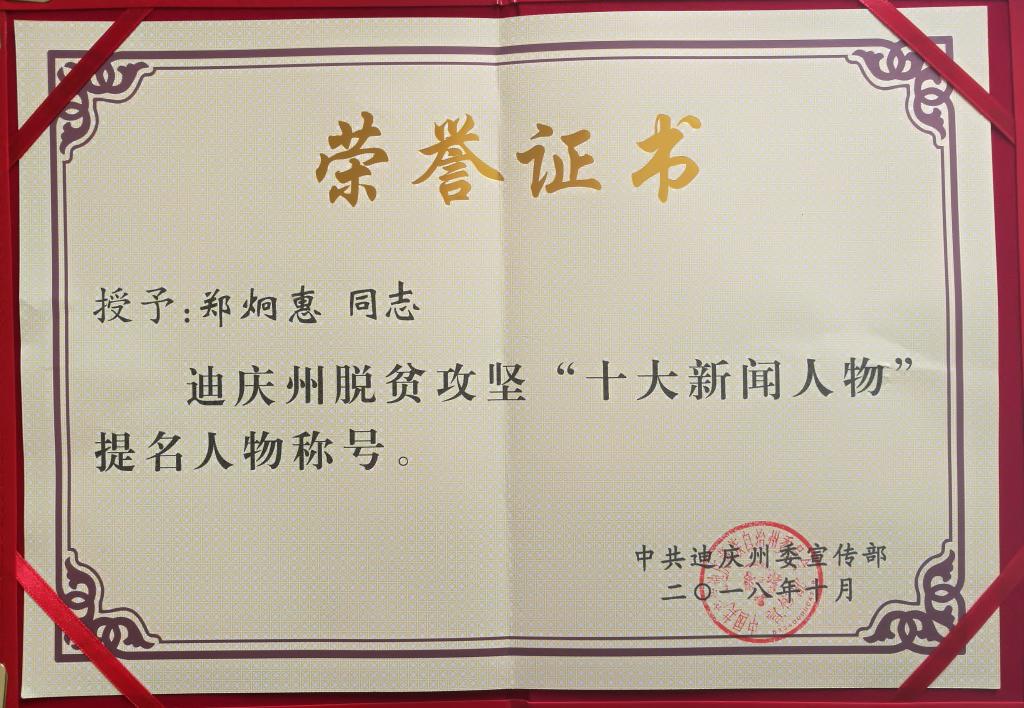 荣誉证书
授予:郑炯惠 同志
迪庆州脱贫攻坚“十大新闻人物”
提名人物称号。
中共迪庆州委宣传部
二〇一八年十月